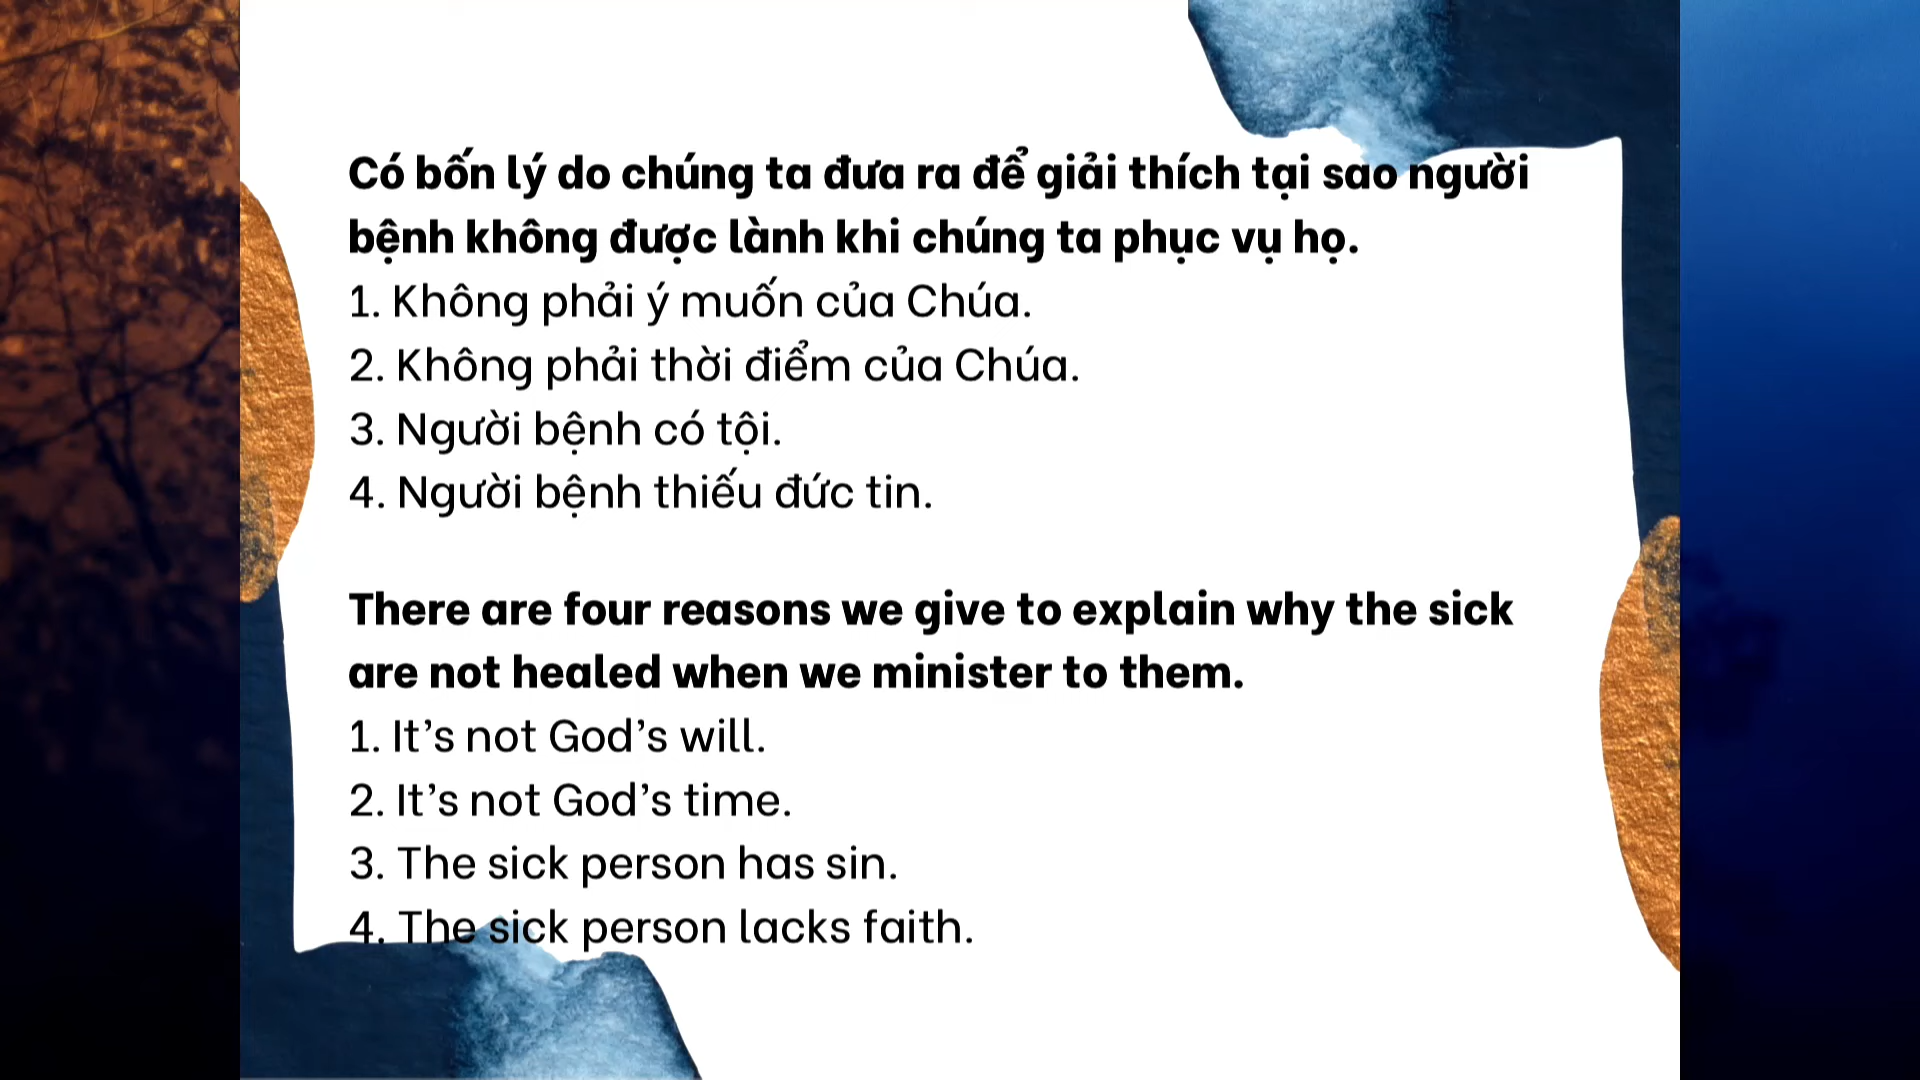 Có bốn lý do chúng ta đưa ra để giải thích tại sao người
bệnh không được lành khi chúng ta phục vụ họ.
1. Không phải ý muốn của Chúa.
2. Không phải thời điểm của Chúa.
3. Người bệnh có tội.
4. Người bệnh thiếu đức tin.
There are four reasons we give to explain why the sick
are not healed when we minister to them.
1. It’s not God’s will.
2. It’s not God’s time.
3. The sick person has sin.
4. The sick person lacks faith.